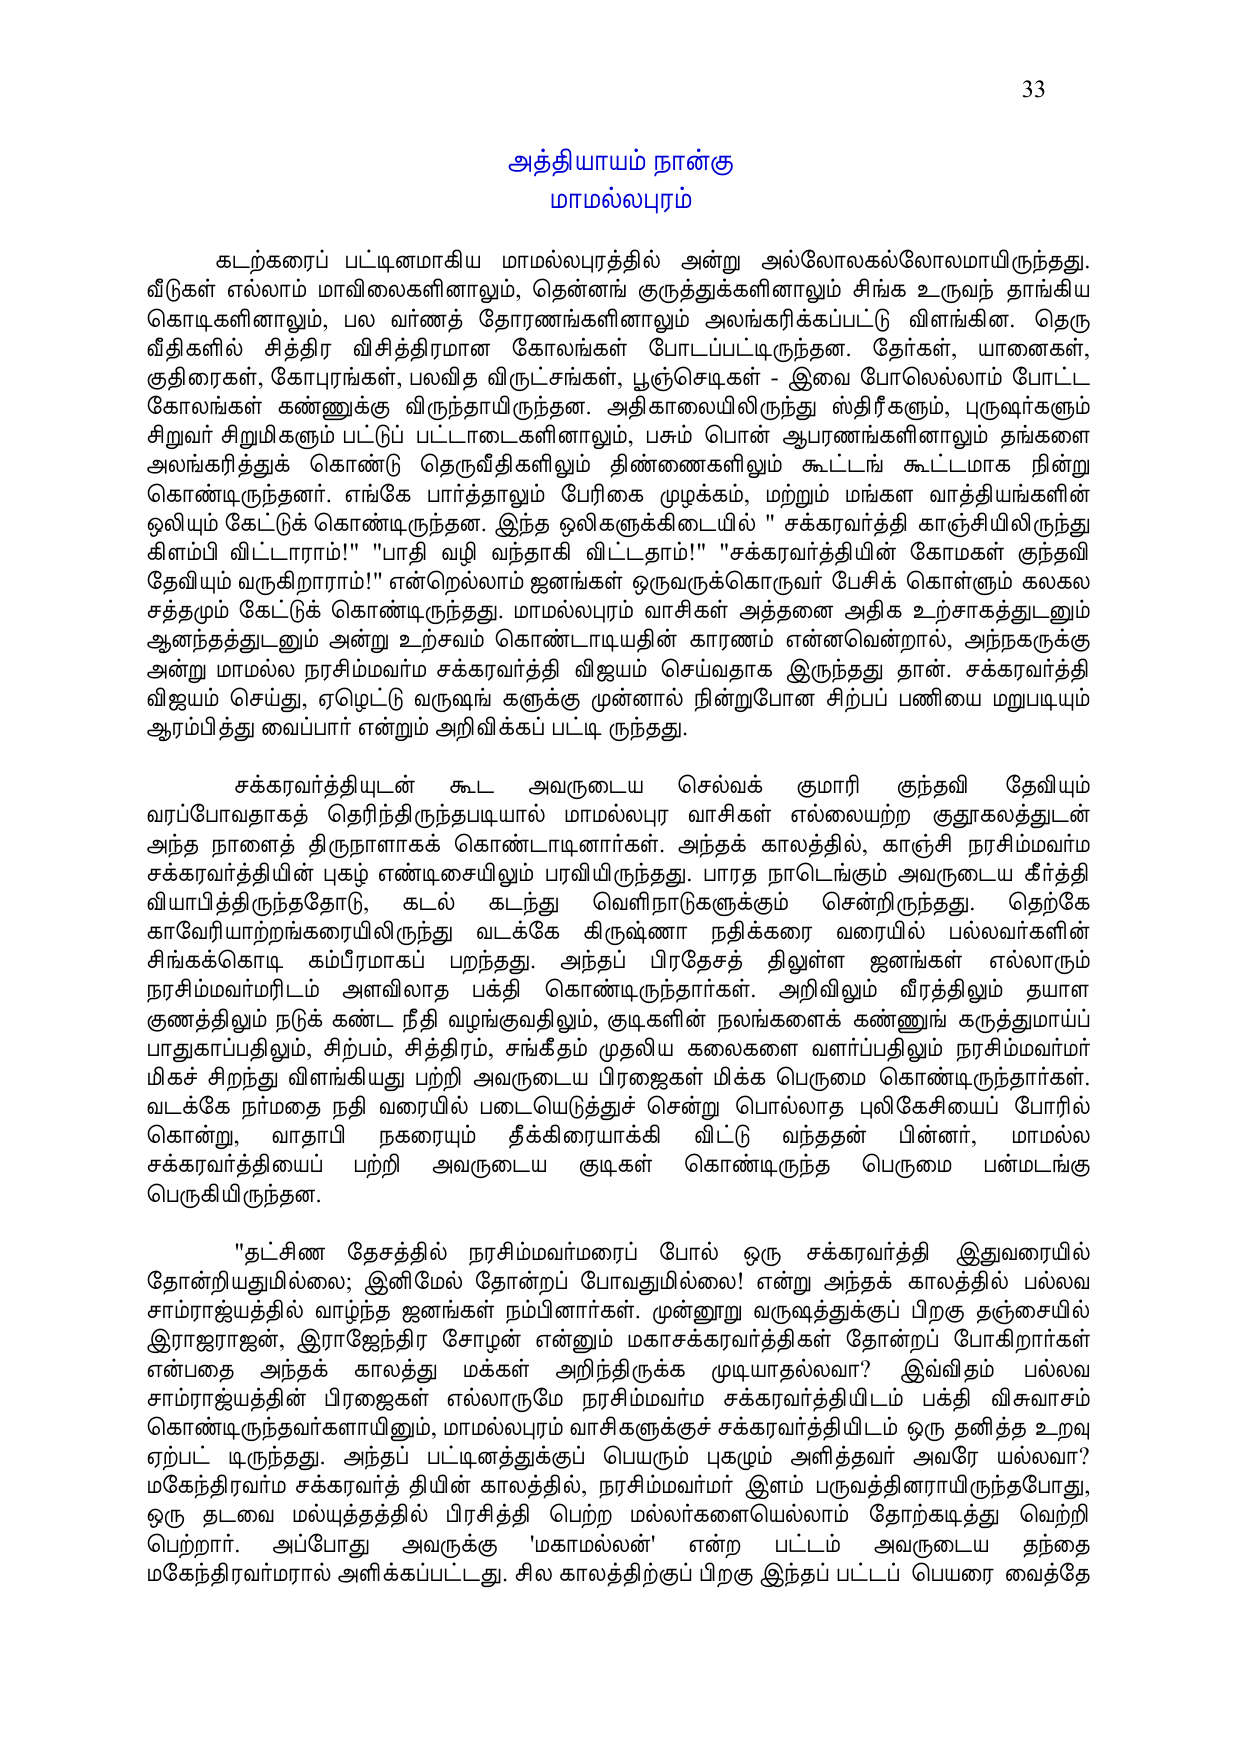 33
அத்தியாயம் நான்கு
மாமல்லபுரம்
கடற்கரைப் பட்டினமாகிய மாமல்லபுரத்தில் அன்று அல்லோலகல்லோலமாயிருந்தது.
வீடுகள் எல்லாம் மாவிலைகளினாலும், தென்னங் குருத்துக்களினாலும் சிங்க உருவந் தாங்கிய
கொடிகளினாலும், பல வர்ணத் தோரணங்களினாலும் அலங்கரிக்கப்பட்டு விளங்கின. தெரு
வீதிகளில் சித்திர விசித்திரமான கோலங்கள் போடப்பட்டிருந்தன. தேர்கள், யானைகள்,
குதிரைகள், கோபுரங்கள், பலவித விருட்சங்கள், பூஞ்செடிகள் - இவை போலெல்லாம் போட்ட
கோலங்கள் கண்ணுக்கு விருந்தாயிருந்தன. அதிகாலையிலிருந்து ஸ்திரீகளும், புருஷர்களும்
சிறுவர் சிறுமிகளும் பட்டுப் பட்டாடைகளினாலும், பசும் பொன் ஆபரணங்களினாலும் தங்களை
அலங்கரித்துக் கொண்டு தெருவீதிகளிலும் திண்ணைகளிலும் கூட்டங் கூட்டமாக நின்று
கொண்டிருந்தனர். எங்கே பார்த்தாலும் பேரிகை முழக்கம், மற்றும் மங்கள வாத்தியங்களின்
ஒலியும் கேட்டுக் கொண்டிருந்தன. இந்த ஒலிகளுக்கிடையில் " சக்கரவர்த்தி காஞ்சியிலிருந்து
கிளம்பி விட்டாராம்!" "பாதி வழி வந்தாகி விட்டதாம்!" "சக்கரவர்த்தியின் கோமகள் குந்தவி
தேவியும் வருகிறாராம்!" என்றெல்லாம் ஜனங்கள் ஒருவருக்கொருவர் பேசிக் கொள்ளும் கலகல
சத்தமும் கேட்டுக் கொண்டிருந்தது. மாமல்லபுரம் வாசிகள் அத்தனை அதிக உற்சாகத்துடனும்
ஆனந்தத்துடனும் அன்று உற்சவம் கொண்டாடியதின் காரணம் என்னவென்றால், அந்நகருக்கு
அன்று மாமல்ல நரசிம்மவர்ம சக்கரவர்த்தி விஜயம் செய்வதாக இருந்தது தான். சக்கரவர்த்தி
விஜயம் செய்து, ஏழெட்டு வருஷங் களுக்கு முன்னால் நின்றுபோன சிற்பப் பணியை மறுபடியும்
ஆரம்பித்து வைப்பார் என்றும் அறிவிக்கப் பட்டி ருந்தது.
சக்கரவர்த்தியுடன் கூட அவருடைய செல்வக் குமாரி குந்தவி தேவியும்
வரப்போவதாகத் தெரிந்திருந்தபடியால் மாமல்லபுர வாசிகள் எல்லையற்ற குதூகலத்துடன்
அந்த நாளைத் திருநாளாகக் கொண்டாடினார்கள். அந்தக் காலத்தில், காஞ்சி நரசிம்மவர்ம
சக்கரவர்த்தியின் புகழ் எண்டிசையிலும் பரவியிருந்தது. பாரத நாடெங்கும் அவருடைய கீர்த்தி
வியாபித்திருந்ததோடு, கடல் கடந்து வெளிநாடுகளுக்கும் சென்றிருந்தது. தெற்கே
காவேரியாற்றங்கரையிலிருந்து வடக்கே கிருஷ்ணா நதிக்கரை வரையில் பல்லவர்களின்
சிங்கக்கொடி கம்பீரமாகப் பறந்தது. அந்தப் பிரதேசத் திலுள்ள ஜனங்கள் எல்லாரும்
நரசிம்மவர்மரிடம் அளவிலாத பக்தி கொண்டிருந்தார்கள். அறிவிலும் வீரத்திலும் தயாள
குணத்திலும் நடுக் கண்ட நீதி வழங்குவதிலும், குடிகளின் நலங்களைக் கண்ணுங் கருத்துமாய்ப்
பாதுகாப்பதிலும், சிற்பம், சித்திரம், சங்கீதம் முதலிய கலைகளை வளர்ப்பதிலும் நரசிம்மவர்மர்
மிகச் சிறந்து விளங்கியது பற்றி அவருடைய பிரஜைகள் மிக்க பெருமை கொண்டிருந்தார்கள்.
வடக்கே நர்மதை நதி வரையில் படையெடுத்துச் சென்று பொல்லாத புலிகேசியைப் போரில்
கொன்று, வாதாபி நகரையும் தீக்கிரையாக்கி விட்டு வந்ததன் பின்னர், மாமல்ல
சக்கரவர்த்தியைப் பற்றி அவருடைய குடிகள் கொண்டிருந்த பெருமை பன்மடங்கு
பெருகியிருந்தன.
"தட்சிண தேசத்தில் நரசிம்மவர்மரைப் போல் ஒரு சக்கரவர்த்தி இதுவரையில்
தோன்றியதுமில்லை; இனிமேல் தோன்றப் போவதுமில்லை! என்று அந்தக் காலத்தில் பல்லவ
சாம்ராஜ்யத்தில் வாழ்ந்த ஜனங்கள் நம்பினார்கள். முன்னூறு வருஷத்துக்குப் பிறகு தஞ்சையில்
இராஜராஜன், இராஜேந்திர சோழன் என்னும் மகாசக்கரவர்த்திகள் தோன்றப் போகிறார்கள்
என்பதை அந்தக் காலத்து மக்கள் அறிந்திருக்க முடியாதல்லவா? இவ்விதம் பல்லவ
சாம்ராஜ்யத்தின் பிரஜைகள் எல்லாருமே நரசிம்மவர்ம சக்கரவர்த்தியிடம் பக்தி விசுவாசம்
கொண்டிருந்தவர்களாயினும், மாமல்லபுரம் வாசிகளுக்குச் சக்கரவர்த்தியிடம் ஒரு தனித்த உறவு
ஏற்பட் டிருந்தது. அந்தப் பட்டினத்துக்குப் பெயரும் புகழும் அளித்தவர் அவரே யல்லவா?
மகேந்திரவர்ம சக்கரவர்த் தியின் காலத்தில், நரசிம்மவர்மர் இளம் பருவத்தினராயிருந்தபோது,
ஒரு தடவை மல்யுத்தத்தில் பிரசித்தி பெற்ற மல்லர்களையெல்லாம் தோற்கடித்து வெற்றி
பெற்றார். அப்போது அவருக்கு 'மகாமல்லன்' என்ற பட்டம் அவருடைய தந்தை
மகேந்திரவர்மரால் அளிக்கப்பட்டது. சில காலத்திற்குப் பிறகு இந்தப் பட்டப் பெயரை வைத்தே